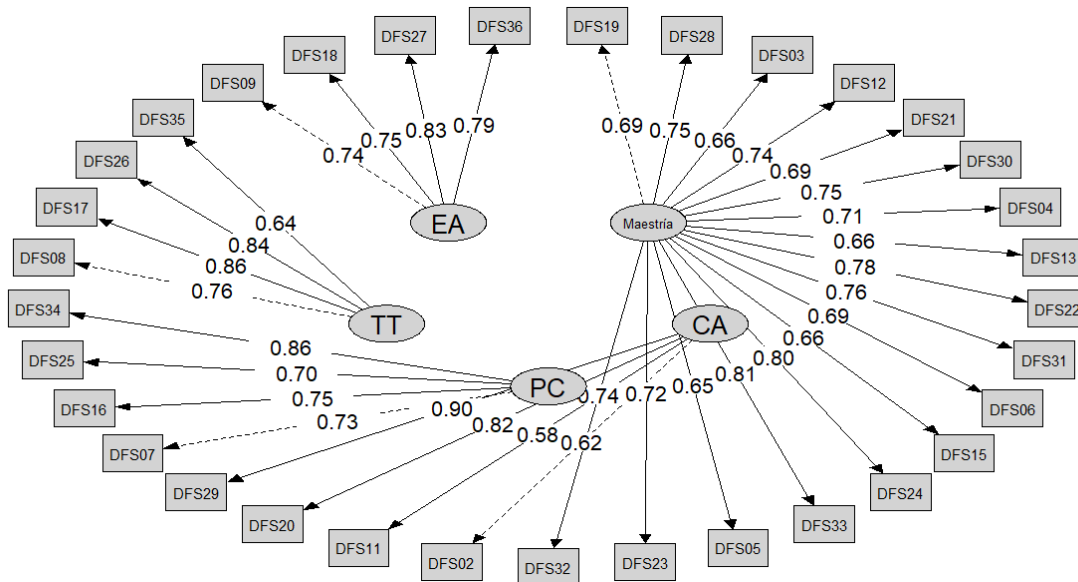 DFS36
DFS19
DFS27
DFS28
DFS18
DFS03
DFS09
DFS12
DFS35
DFS21
DFS26
DFS30
DFS17
DFS04
DFS08
DFS13
DFS34
DFS22
DFS25
DFS31
DFS16
DFS06
DFS07
DFS15
DFS29
DFS24
DFS20
DFS33
DFS11
DFS05
DFS02
DFS23
DFS32
EA
Maestría
TT
CA
PC
0.74
0.75
0.83
0.79
0.69
0.75
0.66
0.74
0.69
0.75
0.71
0.66
0.78
0.76
0.69
0.66
0.80
0.81
0.65
0.72
0.74
0.64
0.84
0.86
0.76
0.86
0.70
0.75
0.73
0.90
0.82
0.58
0.62